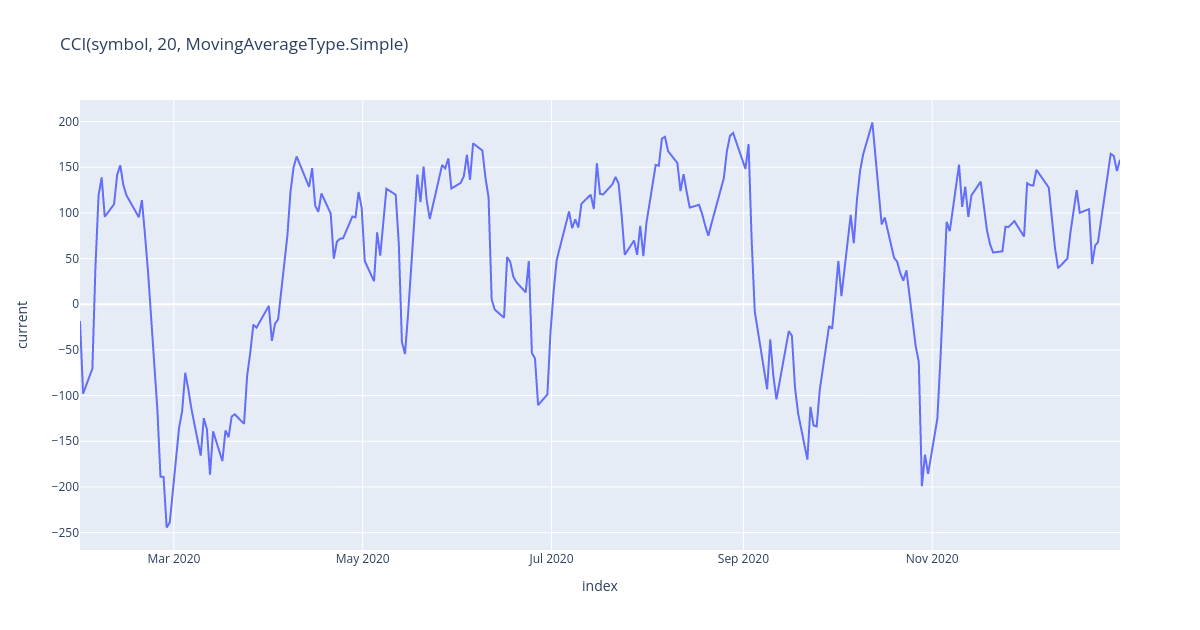 CCI(symbol, 20, MovingAverageType.Simple)
200
150
100
50
0
−50
−100
−150
−200
−250
current
Mar 2020
May 2020
Jul 2020
Sep 2020
Nov 2020
index